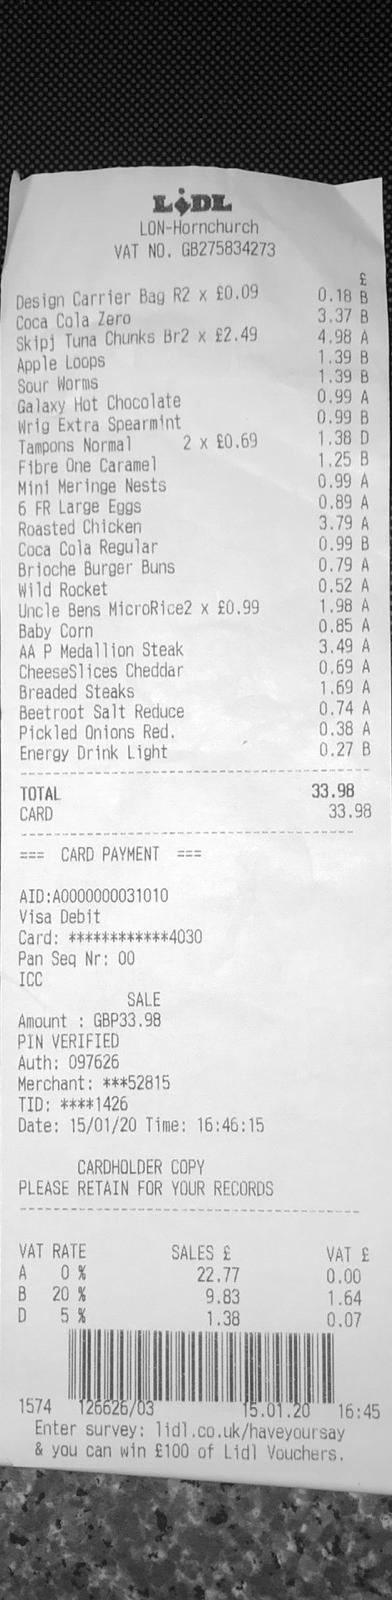 LiDL
LON-Hornchurch
VAT NO. GB275834273
£
Design Carrier Bag R2 x £0.09 0.18 B
Coca Cola Zero 3.37 B
Skipj Tuna Chunks Br2 x £2.49 4.98 A
Apple Loops 1.39 B
Sour Worms 1.39 B
Galaxy Hot Chocolate 0.99 A
Wrig Extra Spearmint 0.99 B
Tampons Normal 2 x £0.69 1.38 D
Fibre One Caramel 1.25 B
Mini Meringe Nests 0.99 A
6 FR Large Eggs 0.89 A
Roasted Chicken 3.79 A
Coca Cola Regular 0.99 B
Brioche Burger Buns 0.79 A
Wild Rocket 0.52 A
Uncle Bens MicroRice2 x £0.99 1.98 A
Baby Corn 0.85 A
AA P Medallion Steak 3.49 A
CheeseSlices Cheddar 0.69 A
Breaded Steaks 1.69 A
Beetroot Salt Reduce 0.74 A
Pickled Onions Red. 0.38 A
Energy Drink Light 0.27 B
TOTAL 33.98
CARD 33.98
=== CARD PAYMENT ===
AID:A0000000031010
Visa Debit
Card: ************4030
Pan Seq Nr: 00
ICC
SALE
Amount : GBP33.98
PIN VERIFIED
Auth: 097626
Merchant: ***52815
TID: ****1426
Date: 15/01/20 Time: 16:46:15
CARDHOLDER COPY
PLEASE RETAIN FOR YOUR RECORDS
VAT RATE SALES £ VAT £
A 0 % 22.77 0.00
B 20 % 9.83 1.64
D 5 % 1.38 0.07
1574 126626/03 15.01.20 16:45
Enter survey: lidl.co.uk/haveyoursay
& you can win £100 of Lidl Vouchers.